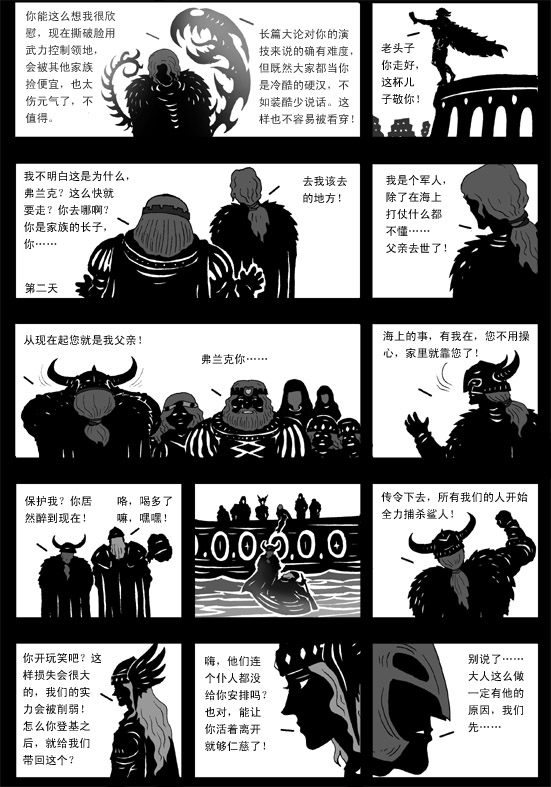 你能这么想我很欣
慰，现在撕破脸用
武力控制领地，
会被其他家族
捡便宜，也太
伤元气了，不
值得。
长篇大论对你的演
技来说的确有难度，
但既然大家都当你
是冷酷的硬汉，不
如装酷少说话。这样
也不容易被看穿！
老头子
你走好，
这杯儿
子敬你！
我不明白这是为什么，
弗兰克？这么快就
要走？你去哪啊？
你是家族的长子，
你……
去我该去
的地方！
第二天
我是个军人，
除了在海上
打仗什么都
不懂……
父亲去世了！
从现在起您就是我父亲！
弗兰克你……
海上的事，有我在，您不用操
心，家里就靠您了！
保护我？你居
然醉到现在！
咯，喝多了
嘛，嘿嘿！
传令下去，所有我们的人开始
全力捕杀鲨人！
你开玩笑吧？这
样损失会很大
的，我们的实
力会被削弱！
怎么你登基之
后，就给我们
带回这个？
嗨，他们连
个仆人都没
给你安排吗？
也对，能让
你活着离开
就够仁慈了！
别说了……
大人这么做
一定有他的
原因，我们
先……